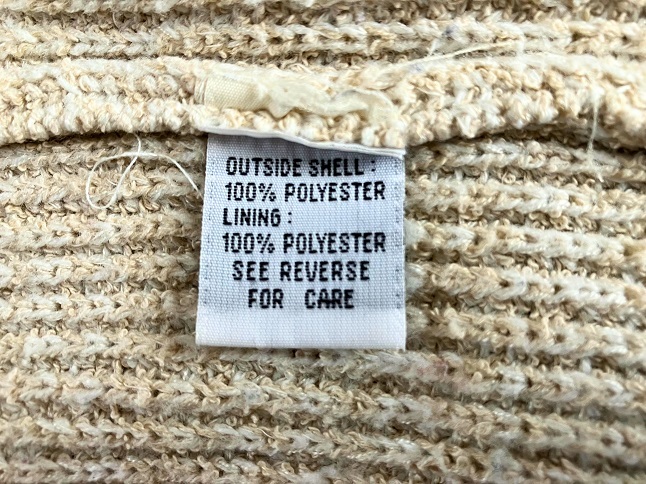 OUTSIDE SHELL :
100% POLYESTER
LINING :
100% POLYESTER
SEE REVERSE
FOR CARE